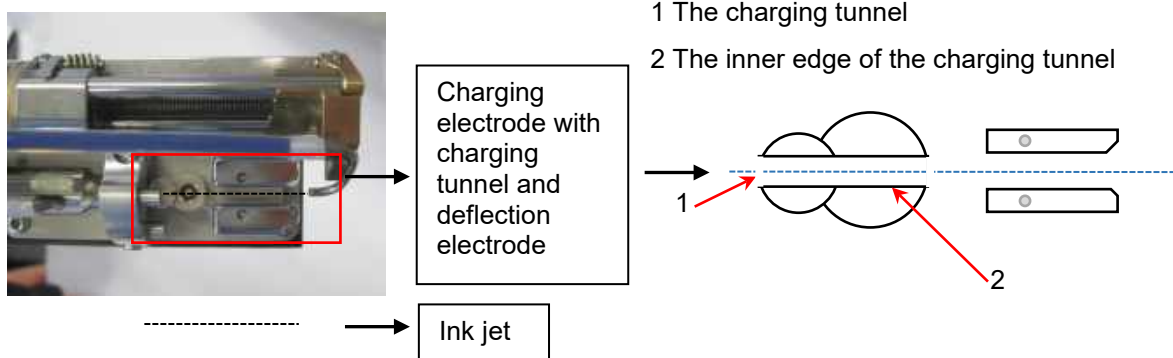 1 The charging tunnel
2 The inner edge of the charging tunnel
Charging
electrode with
charging
tunnel and
deflection
electrode
1
2
Ink jet